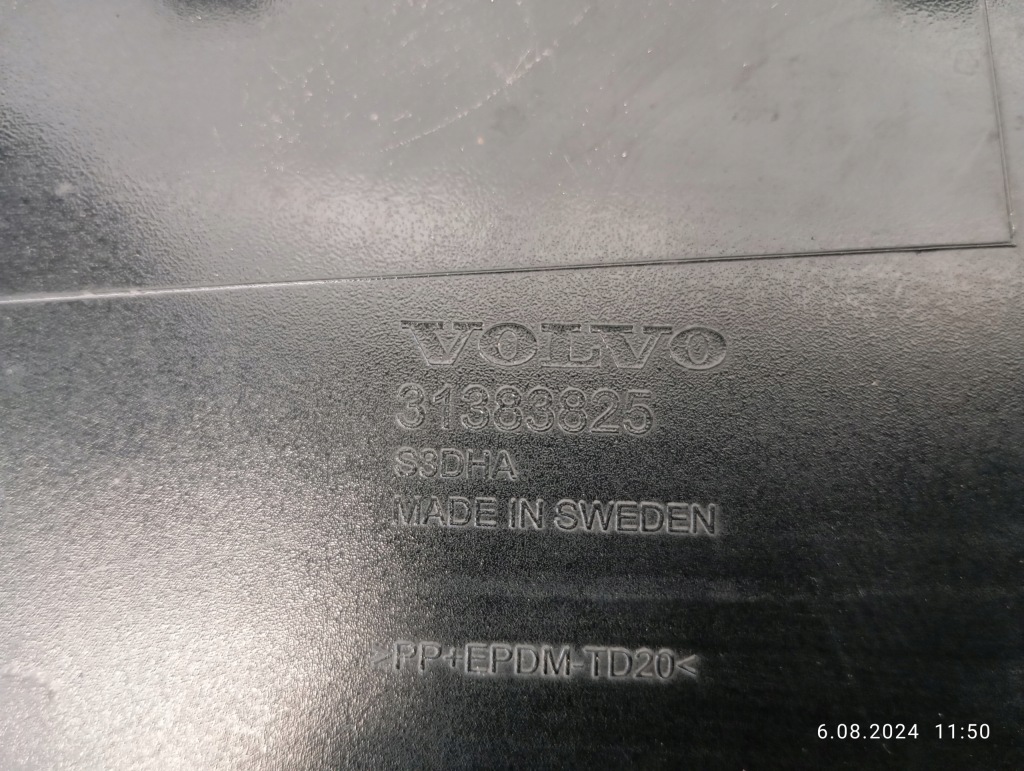 VOLVO
31383825
S3DHA
MADE IN SWEDEN
>PP+EPDM-TD20<
6.08.2024 11:50